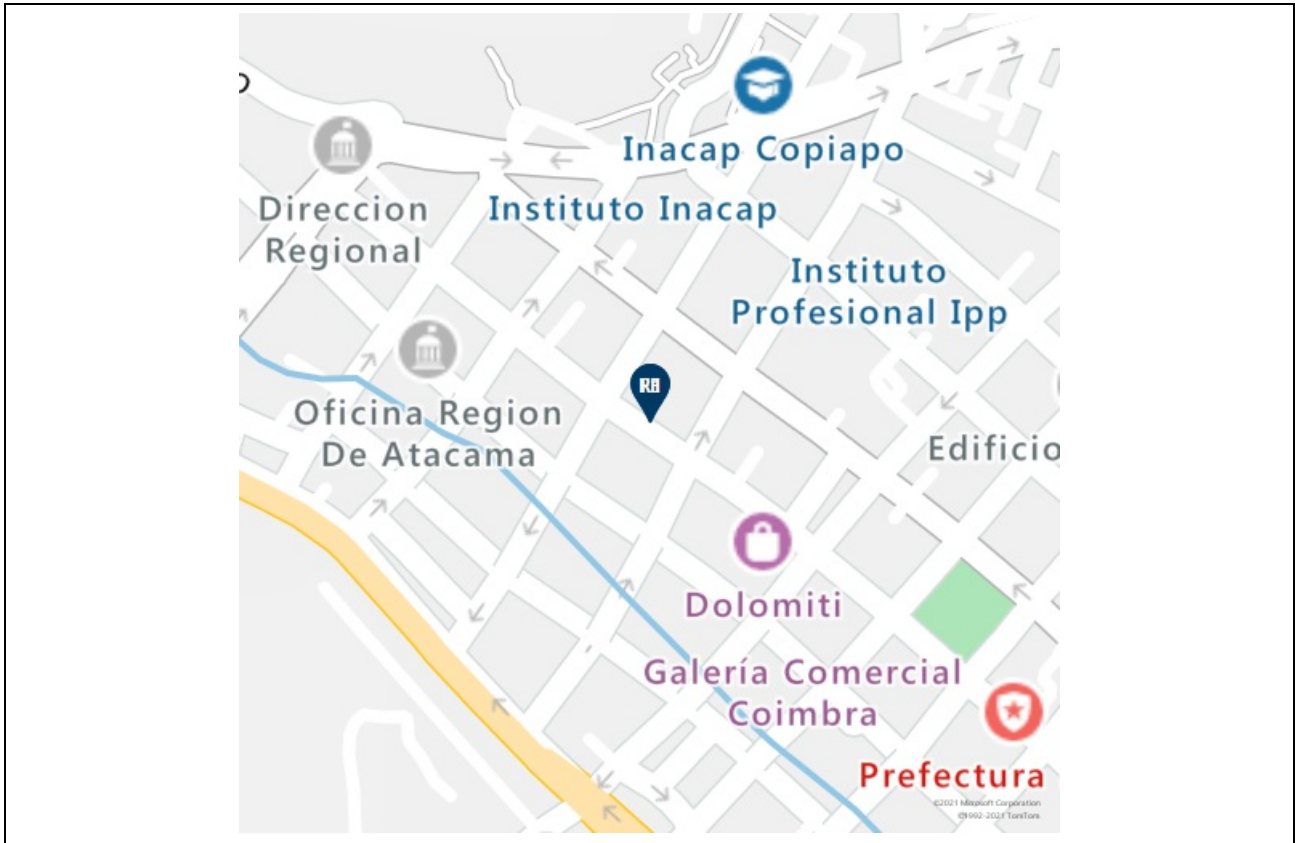 Inacap Copiapo
Direccion
Regional
Instituto Inacap
Instituto
Profesional Ipp
R8
Oficina Region
De Atacama
Edificio
Dolomiti
Galería Comercial
Coimbra
Prefectura
©2021 Microsoft Corporation
©1992-2021 TomTom